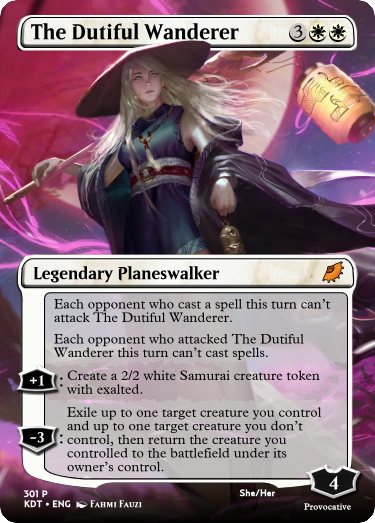 The Dutiful Wanderer 3
Legendary Planeswalker
Each opponent who cast a spell this turn can't
attack The Dutiful Wanderer.
Each opponent who attacked The Dutiful
Wanderer this turn can't cast spells.
+1: Create a 2/2 white Samurai creature token
with exalted.
-3: Exile up to one target creature you control
and up to one target creature you don't
control, then return the creature you
controlled to the battlefield under its
owner's control.
4
301 P
KDT • ENG Fahmi Fauzi
She/Her
Provocative